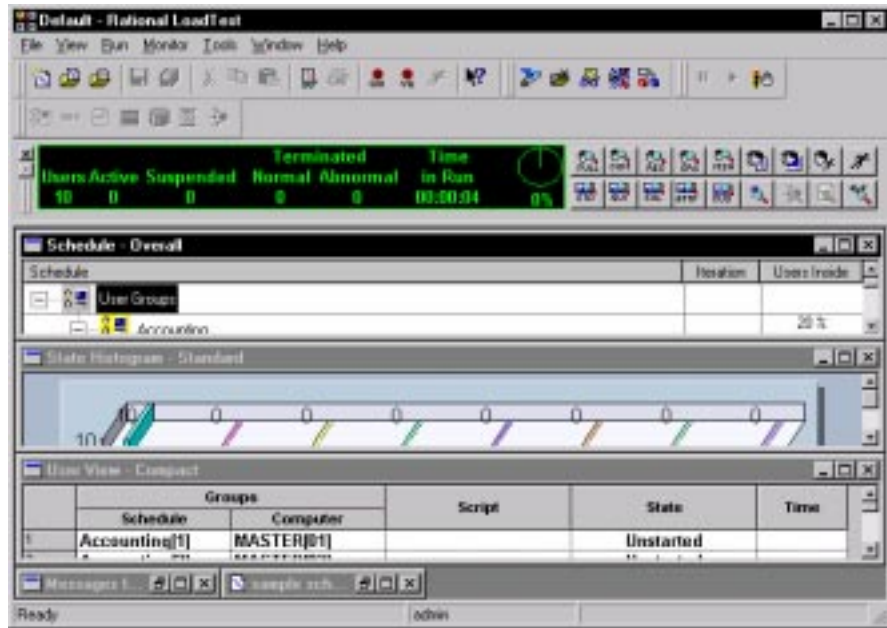 Default - Rational LoadTest
File View Run Monitor Tools Window Help
Terminated Time
Users Active Suspended Normal Abnormal in Run
10 0 0 0 0 00:00:04 0%
Schedule - Overall
Schedule Iteration Users Inside
User Groups
Accounting 20 %
State Histogram - Standard
10 0 0 0 0 0 0 0
10
User View - Compact
Groups Script State Time
Schedule Computer
1 Accounting[1] MASTER[01] Unstarted
Messages f... sample sch...
Ready admin